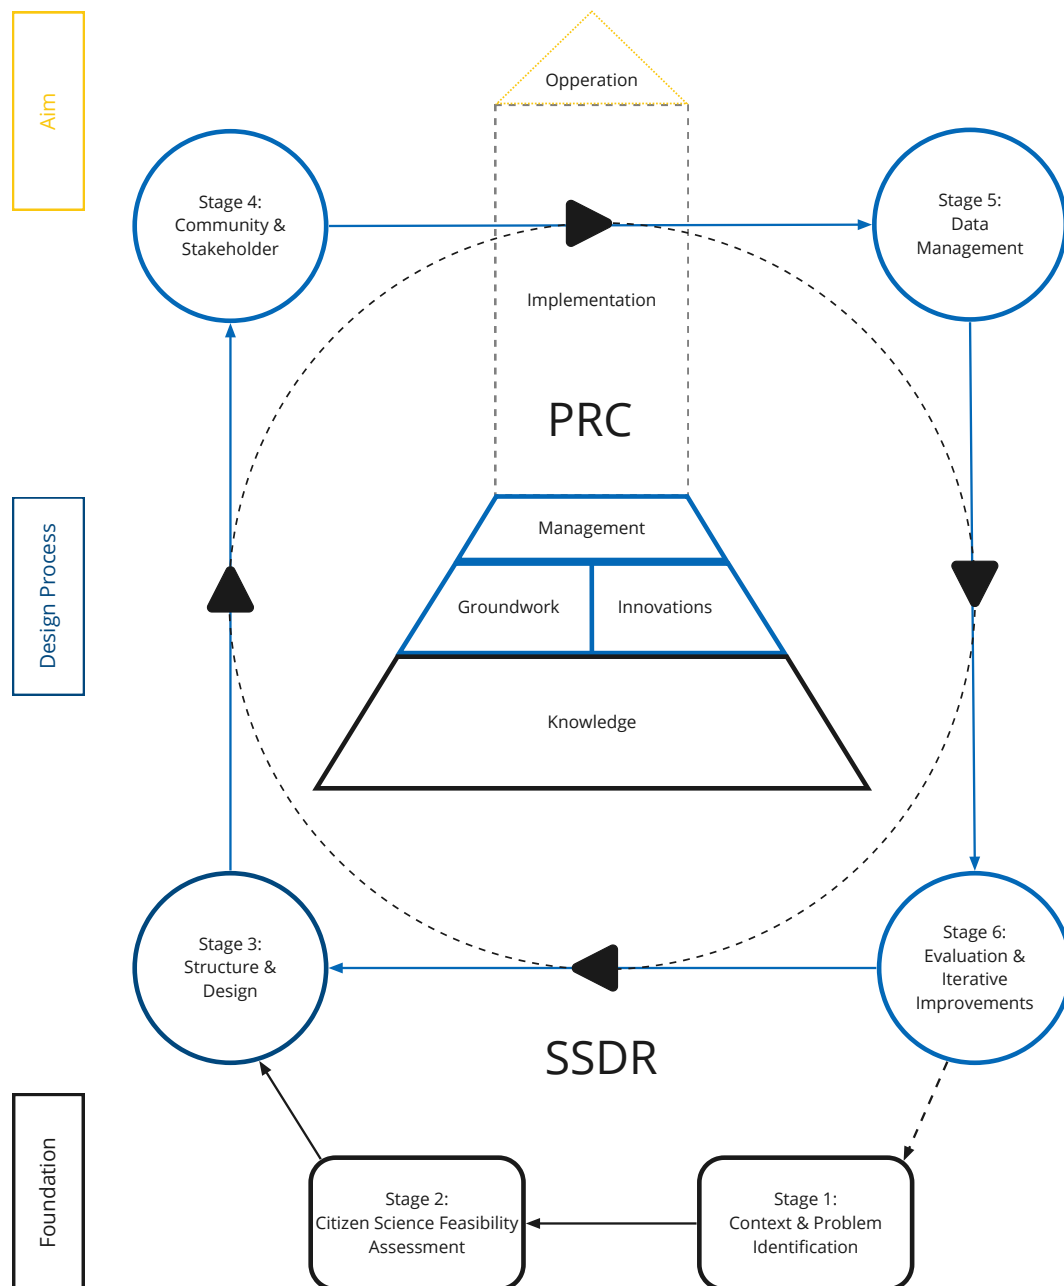 Aim
Opperation
Stage 4:
Community &
Stakeholder
Stage 5:
Data
Management
Implementation
PRC
Design Process
Management
Groundwork
Innovations
Knowledge
Stage 3:
Structure &
Design
Stage 6:
Evaluation &
Iterative
Improvements
SSDR
Foundation
Stage 2:
Citizen Science Feasibility
Assessment
Stage 1:
Context & Problem
Identification